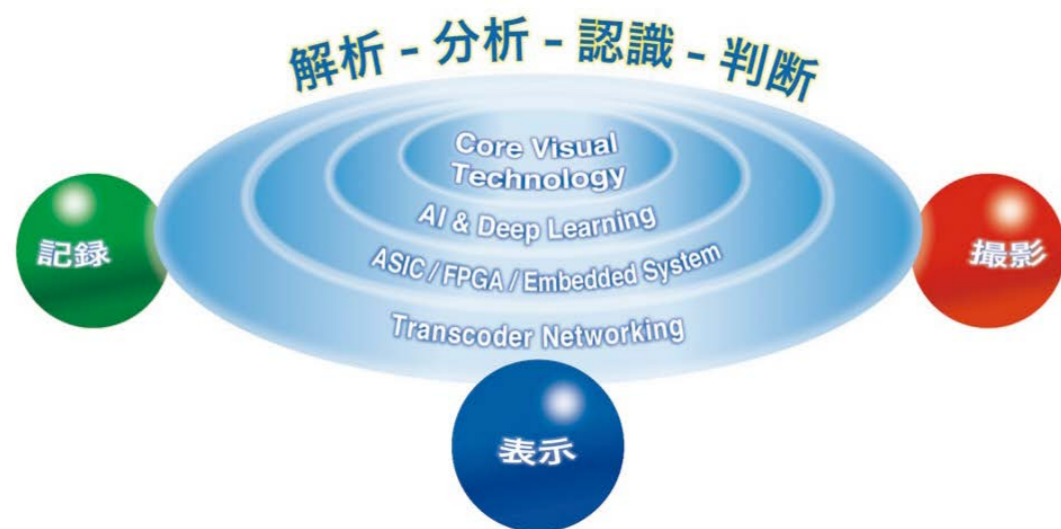 解析 - 分析 - 認識 - 判断
Core Visual
Technology
AI & Deep Learning
ASIC / FPGA / Embedded System
Transcoder Networking
記録
撮影
表示